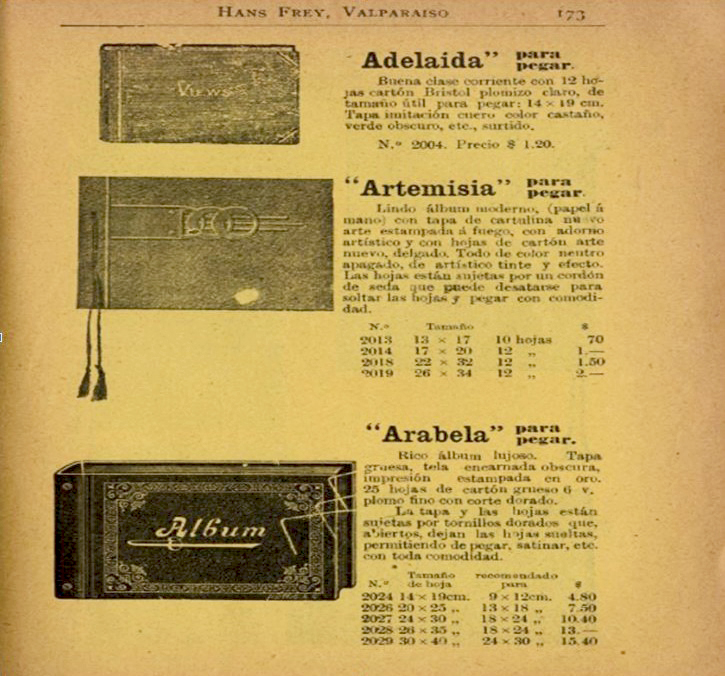 HANS FREY, VALPARAISO 173
Views
Adelaida” para
pegar.
Buena clase corriente con 12 ho-
jas cartón Bristol plomizo claro, de
tamaño útil para pegar: 14 × 19 cm.
Tapa imitación cuero color castaño,
verde obscuro, etc., surtido.
N.º 2004. Precio $ 1.20.
“Artemisia” para
pegar.
Lindo álbum moderno, (papel á
mano) con tapa de cartulina nuevo
arte estampada á fuego, con adorno
artístico y con hojas de cartón arte
nuevo, delgado. Todo de color neutro
apagado, de artístico tinte y efecto.
Las hojas están sujetas por un cordón
de seda que puede desatarse para
soltar las hojas y pegar con comodi-
dad.
N.º Tamaño $
2013 13 × 17 10 hojas 70
2014 17 × 20 12 „ 1.—
2018 22 × 32 12 „ 1.50
2019 26 × 34 12 „ 2.—
“Arabela” para
pegar.
Rico álbum lujoso. Tapa
gruesa, tela encarnada obscura,
impresión estampada en oro.
25 hojas de cartón grueso 6 v.
plomo fino con corte dorado.
La tapa y las hojas están
sujetas por tornillos dorados que,
abiertos, dejan las hojas sueltas,
permitiendo de pegar, satinar, etc.
con toda comodidad.
Album
Tamaño recomendado
N.º de hoja para $
2024 14 × 19cm. 9 × 12cm. 4.80
2026 20 × 25 „ 13 × 18 „ 7.50
2027 24 × 30 „ 18 × 24 „ 10.40
2028 26 × 35 „ 18 × 24 „ 13.—
2029 30 × 40 „ 24 × 30 „ 15.40